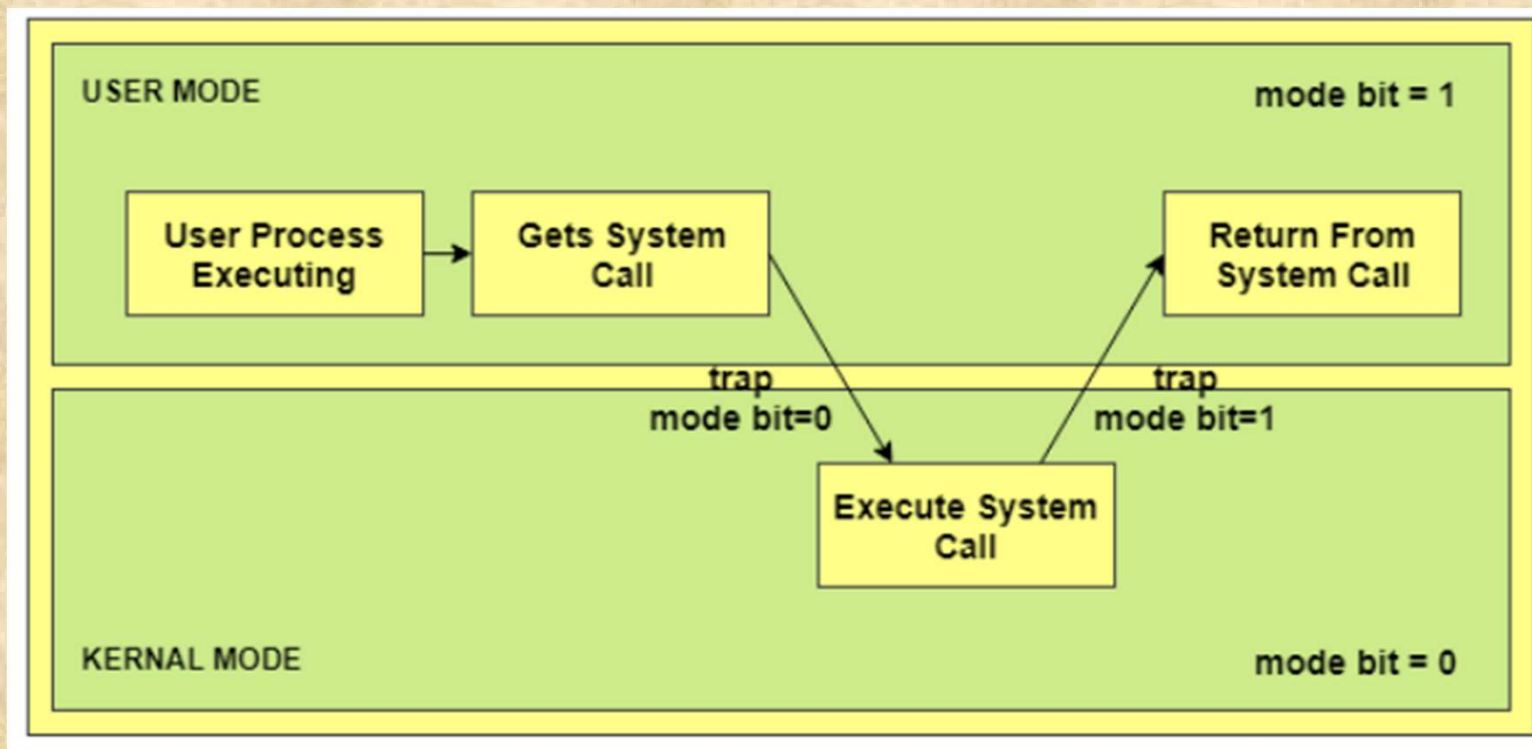 USER MODE
mode bit = 1
User Process
Executing
Gets System
Call
Return From
System Call
trap
mode bit=0
trap
mode bit=1
Execute System
Call
KERNAL MODE
mode bit = 0